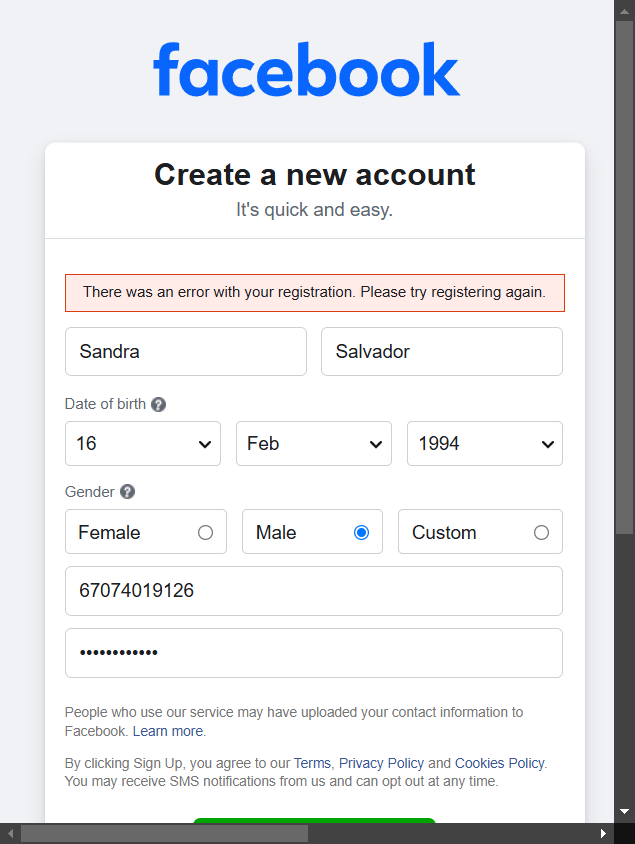 facebook
Create a new account
It's quick and easy.
There was an error with your registration. Please try registering again.
Sandra Salvador
Date of birth ?
16 Feb 1994
Gender ?
Female Male Custom
67074019126
••••••••••••
People who use our service may have uploaded your contact information to
Facebook. Learn more.
By clicking Sign Up, you agree to our Terms, Privacy Policy and Cookies Policy.
You may receive SMS notifications from us and can opt out at any time.